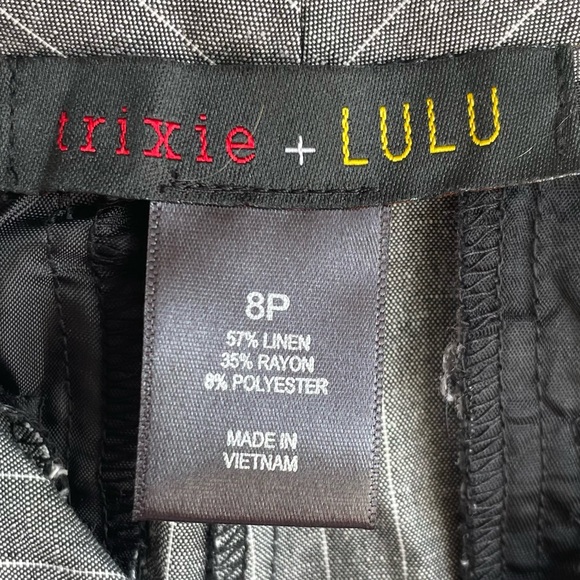 trixie + LULU
8P
57% LINEN
35% RAYON
8% POLYESTER
MADE IN
VIETNAM